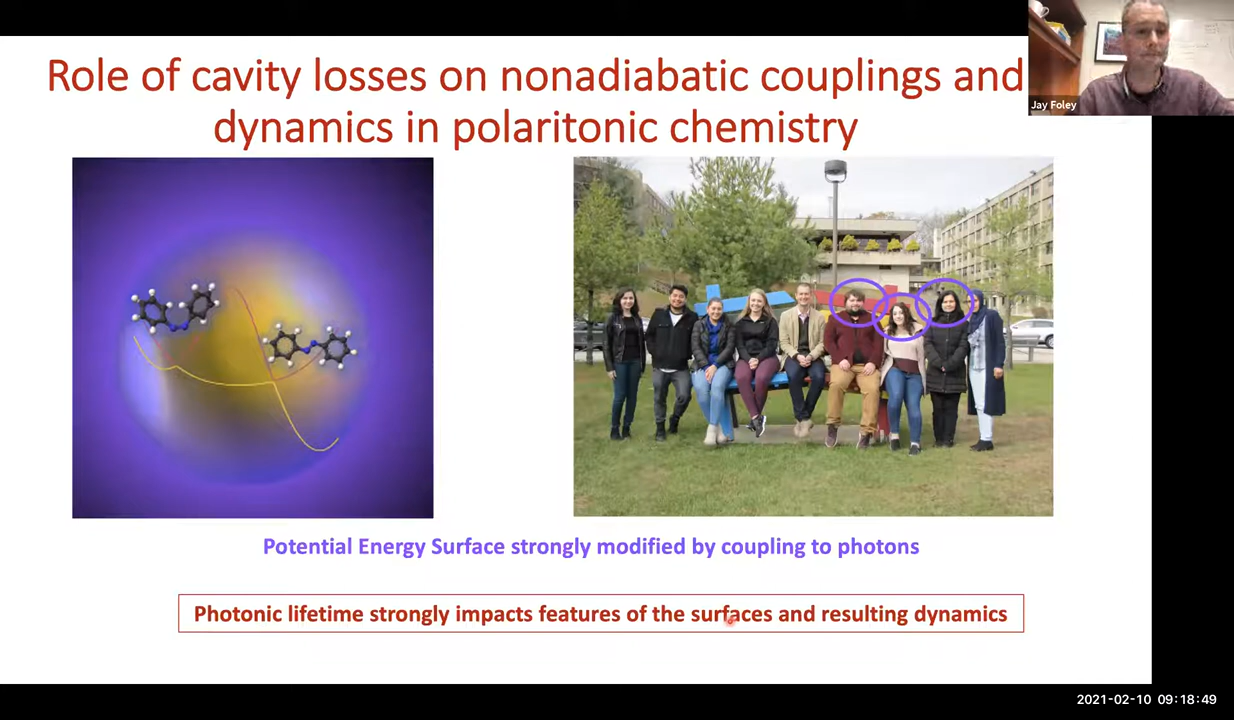 Role of cavity losses on nonadiabatic couplings and
dynamics in polaritonic chemistry
Jay Foley
Potential Energy Surface strongly modified by coupling to photons
Photonic lifetime strongly impacts features of the surfaces and resulting dynamics
2021-02-10 09:18:49